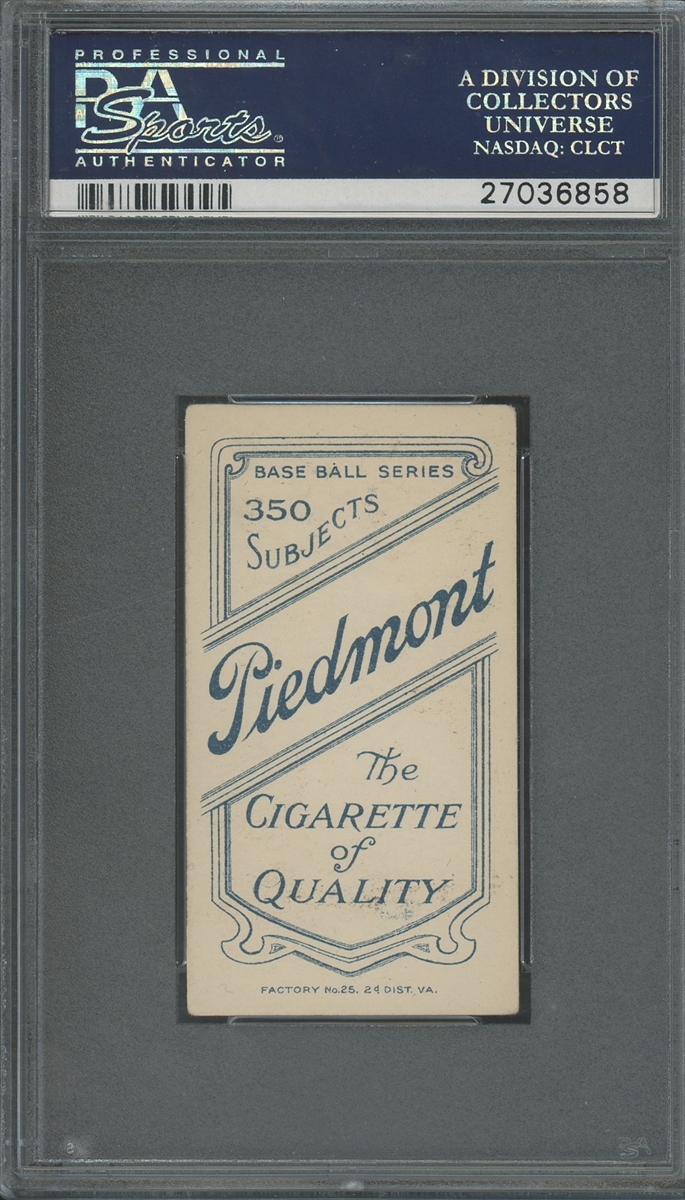 PROFESSIONAL
PSA
Sports
AUTHENTICATOR
A DIVISION OF
COLLECTORS
UNIVERSE
NASDAQ: CLCT
27036858
BASE BALL SERIES
350
SUBJECTS
Piedmont
The
CIGARETTE
of
QUALITY
FACTORY No. 25. 2d DIST. VA.
PSA